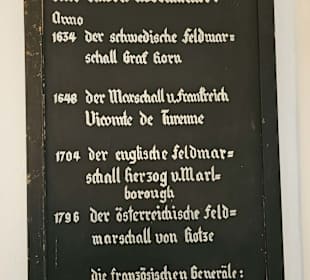 Anno
1634 der schwedische Feldmar=
schall Graf Horn
1648 der Marschall v. Frankreich
Vicomte de Turenne
1704 der englische Feldmar=
schall Herzog v. Marl=
borough
1796 der österreichische Feld=
marschall von Kotze
die französischen Generäle: